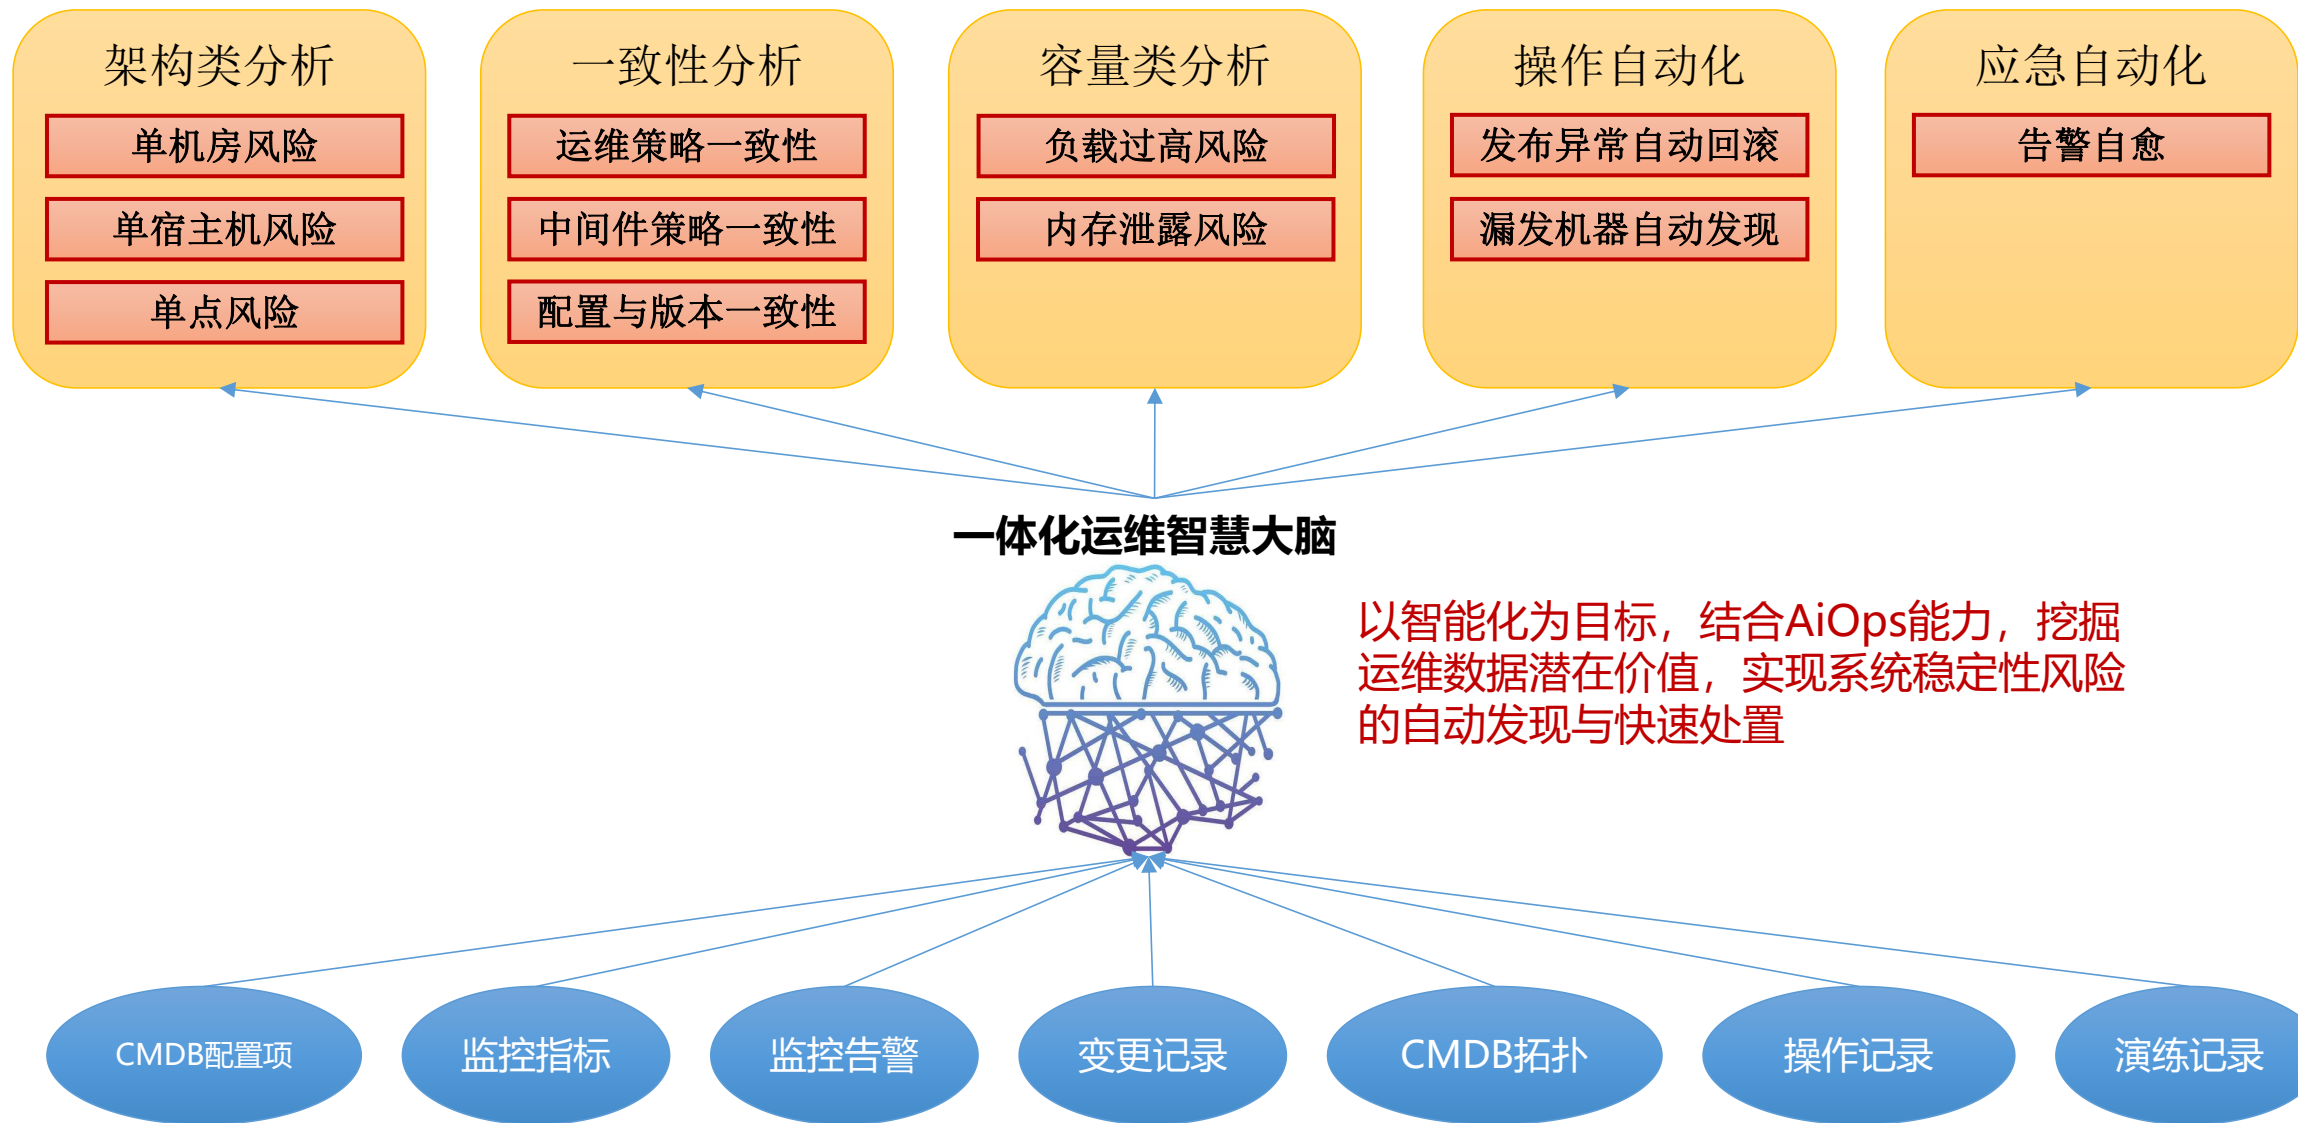 架构类分析
单机房风险
单宿主机风险
单点风险
一致性分析
运维策略一致性
中间件策略一致性
配置与版本一致性
容量类分析
负载过高风险
内存泄露风险
操作自动化
发布异常自动回滚
漏发机器自动发现
应急自动化
告警自愈
一体化运维智慧大脑
以智能化为目标，结合AiOps能力，挖掘
运维数据潜在价值，实现系统稳定性风险
的自动发现与快速处置
CMDB配置项
监控指标
监控告警
变更记录
CMDB拓扑
操作记录
演练记录